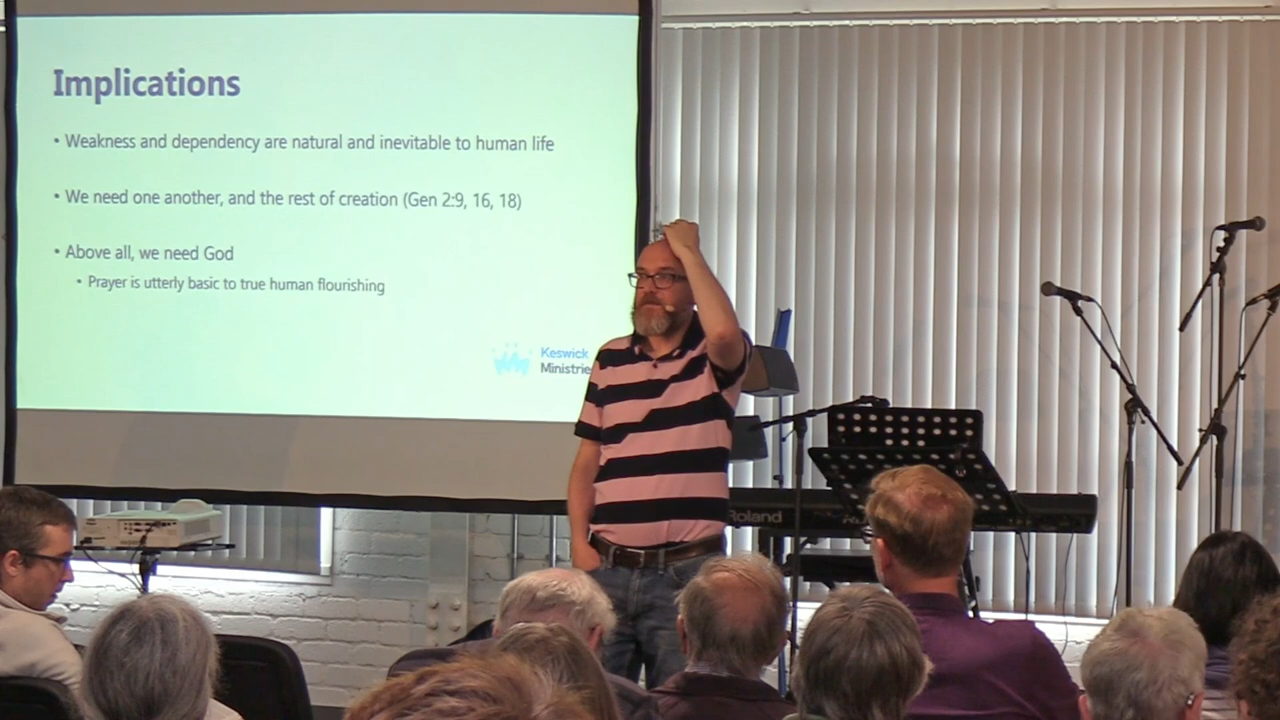 Implications
• Weakness and dependency are natural and inevitable to human life
• We need one another, and the rest of creation (Gen 2:9, 16, 18)
• Above all, we need God
• Prayer is utterly basic to true human flourishing
Keswick
Ministrie
Roland